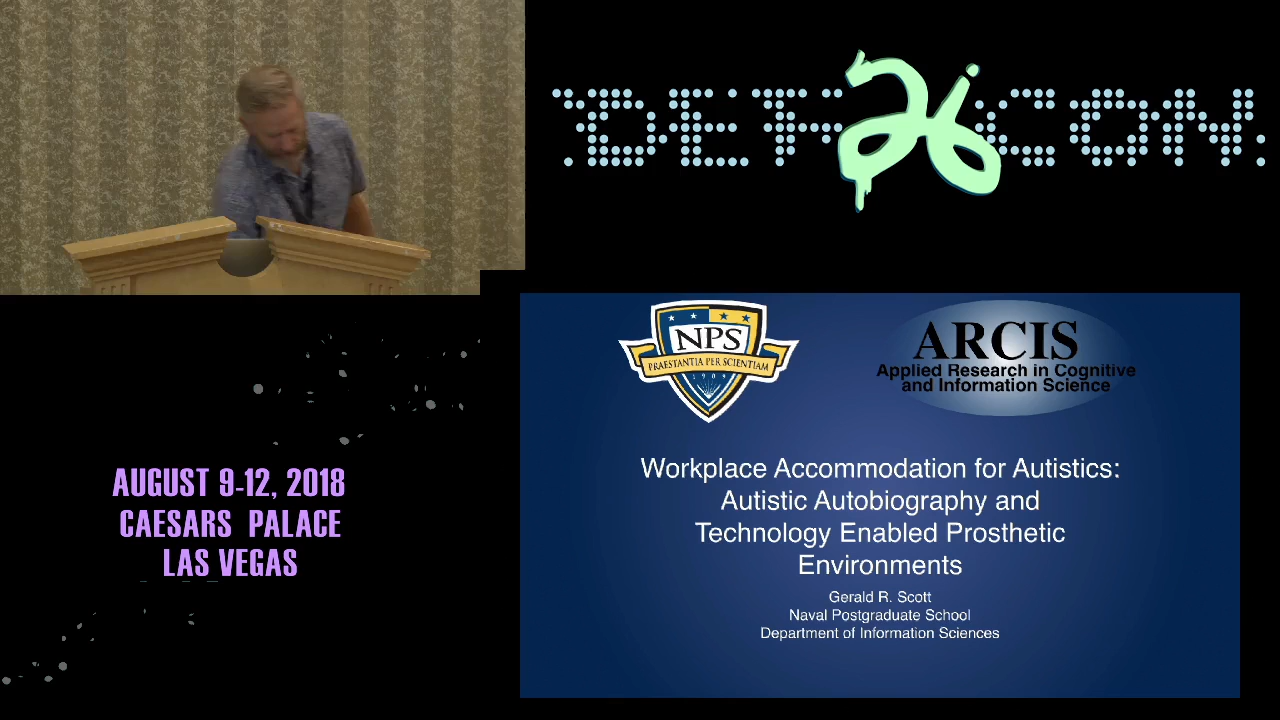 DEF 26 CON
NPS
PRAESTANTIA PER SCIENTIAM
1909
ARCIS
Applied Research in Cognitive
and Information Science
AUGUST 9-12, 2018
CAESARS PALACE
LAS VEGAS
Workplace Accommodation for Autistics:
Autistic Autobiography and
Technology Enabled Prosthetic
Environments
Gerald R. Scott
Naval Postgraduate School
Department of Information Sciences